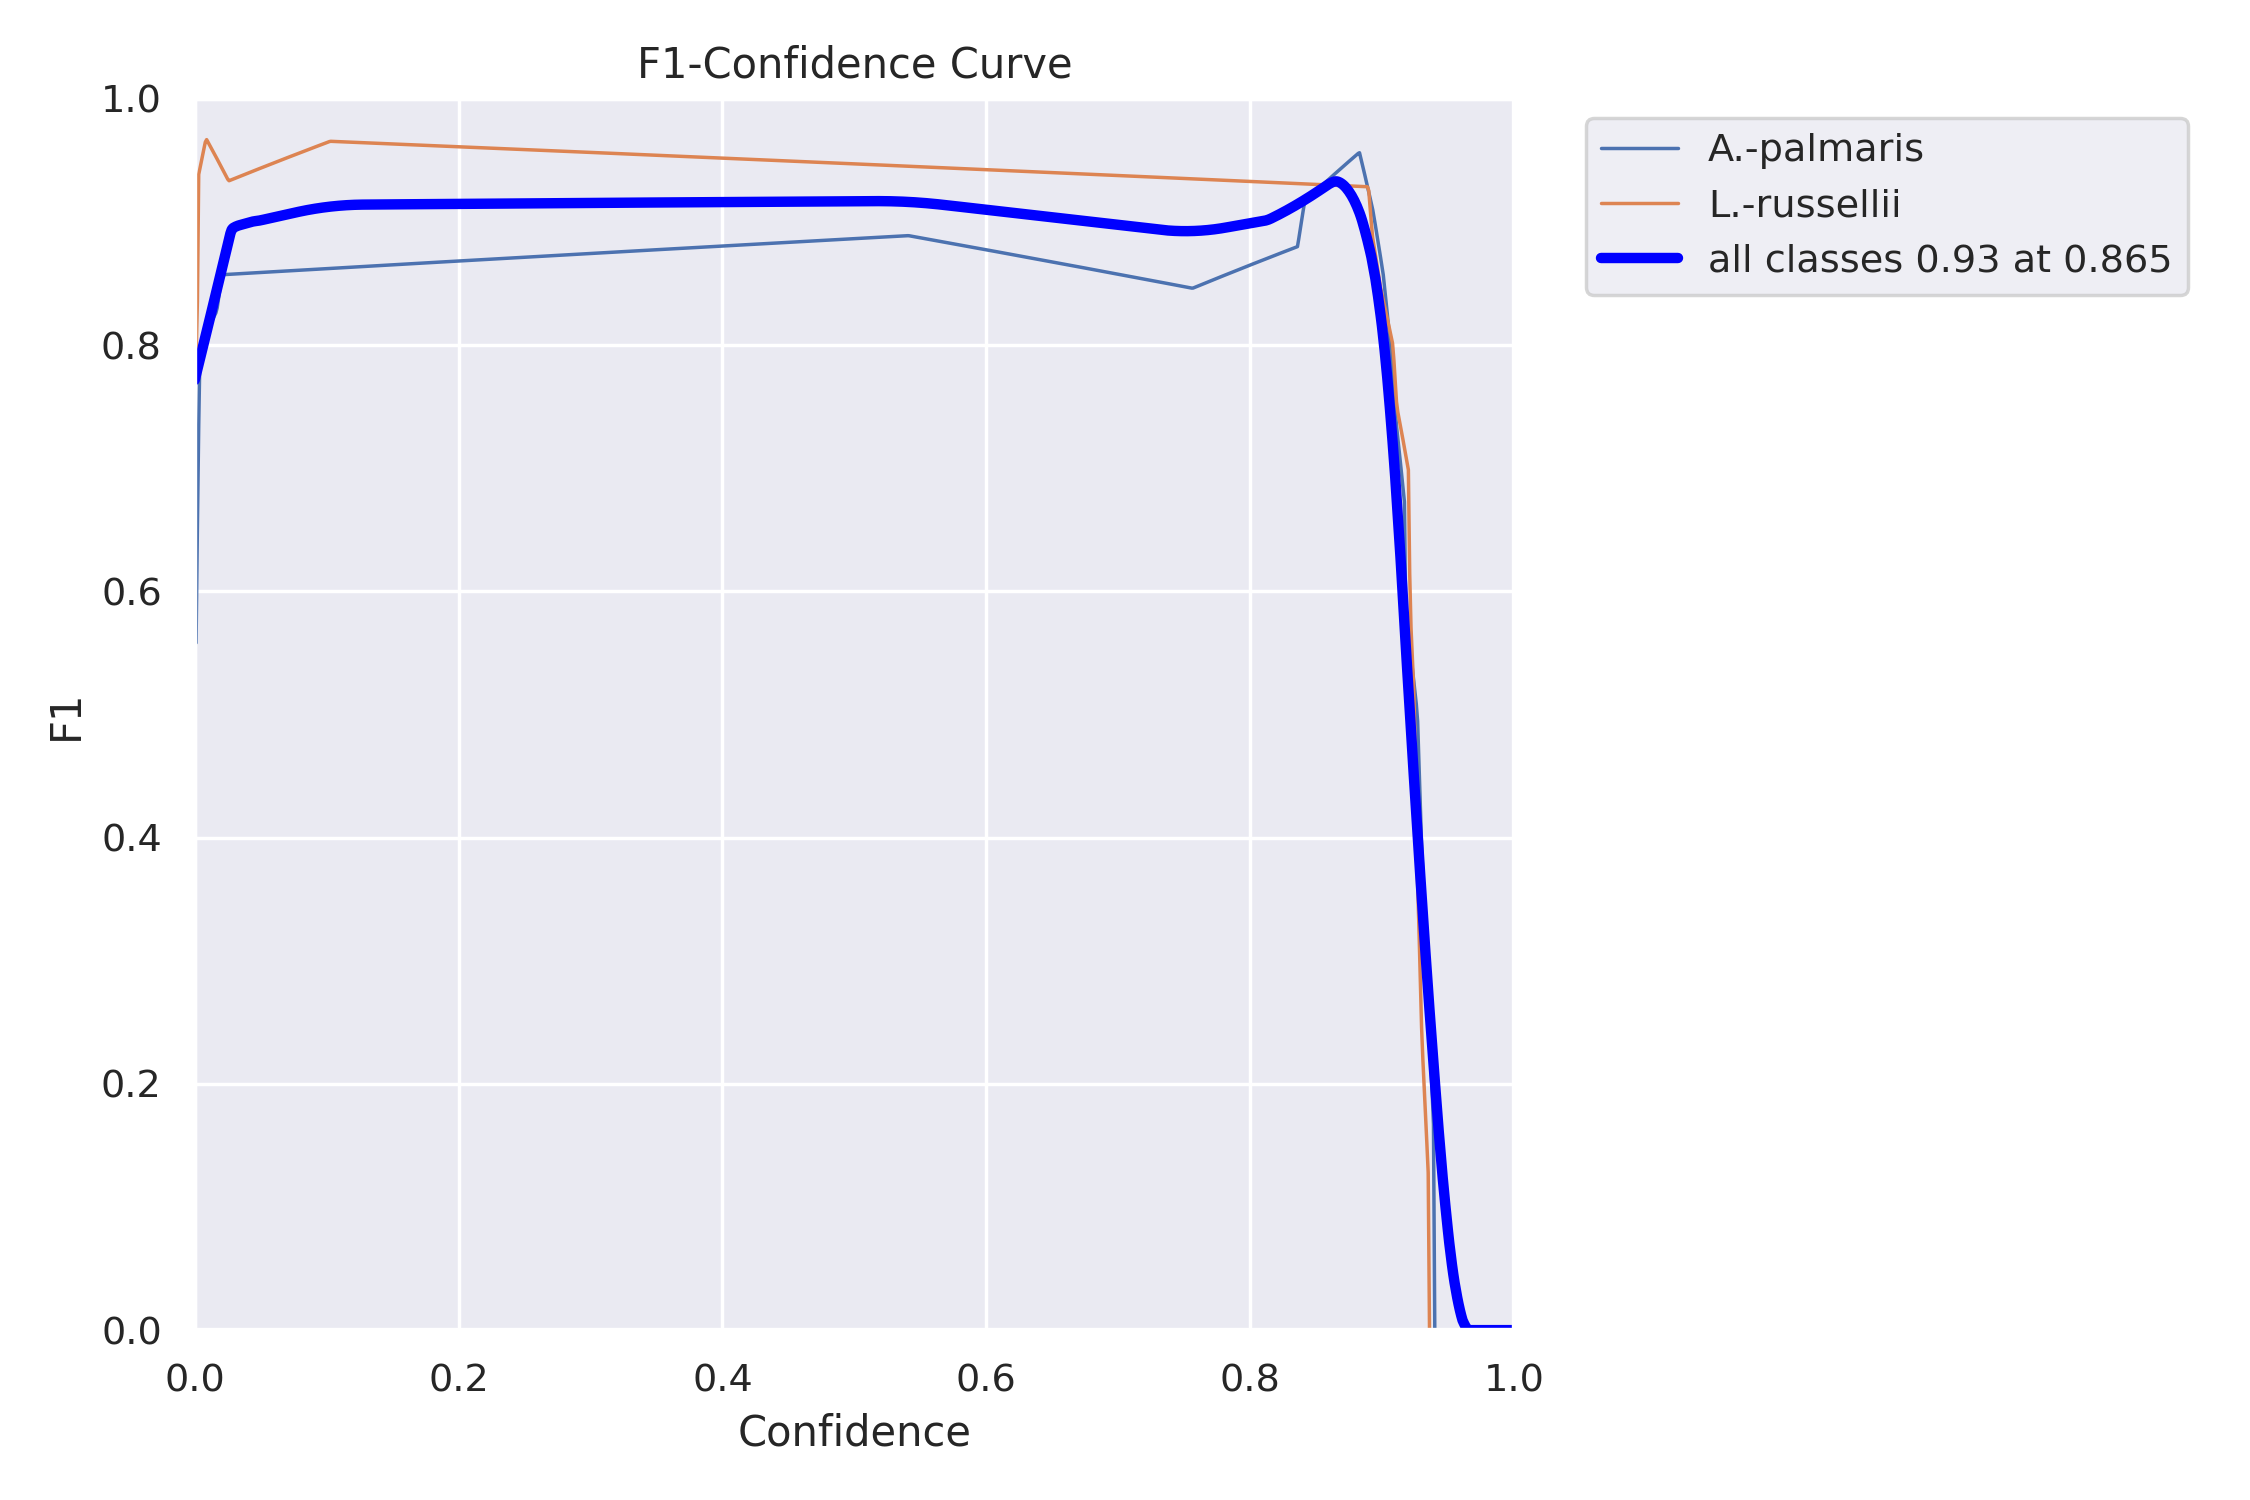 F1-Confidence Curve
1.0
0.8
0.6
0.4
0.2
0.0
F1
0.0 0.2 0.4 0.6 0.8 1.0
Confidence
A.-palmaris
L.-russellii
all classes 0.93 at 0.865